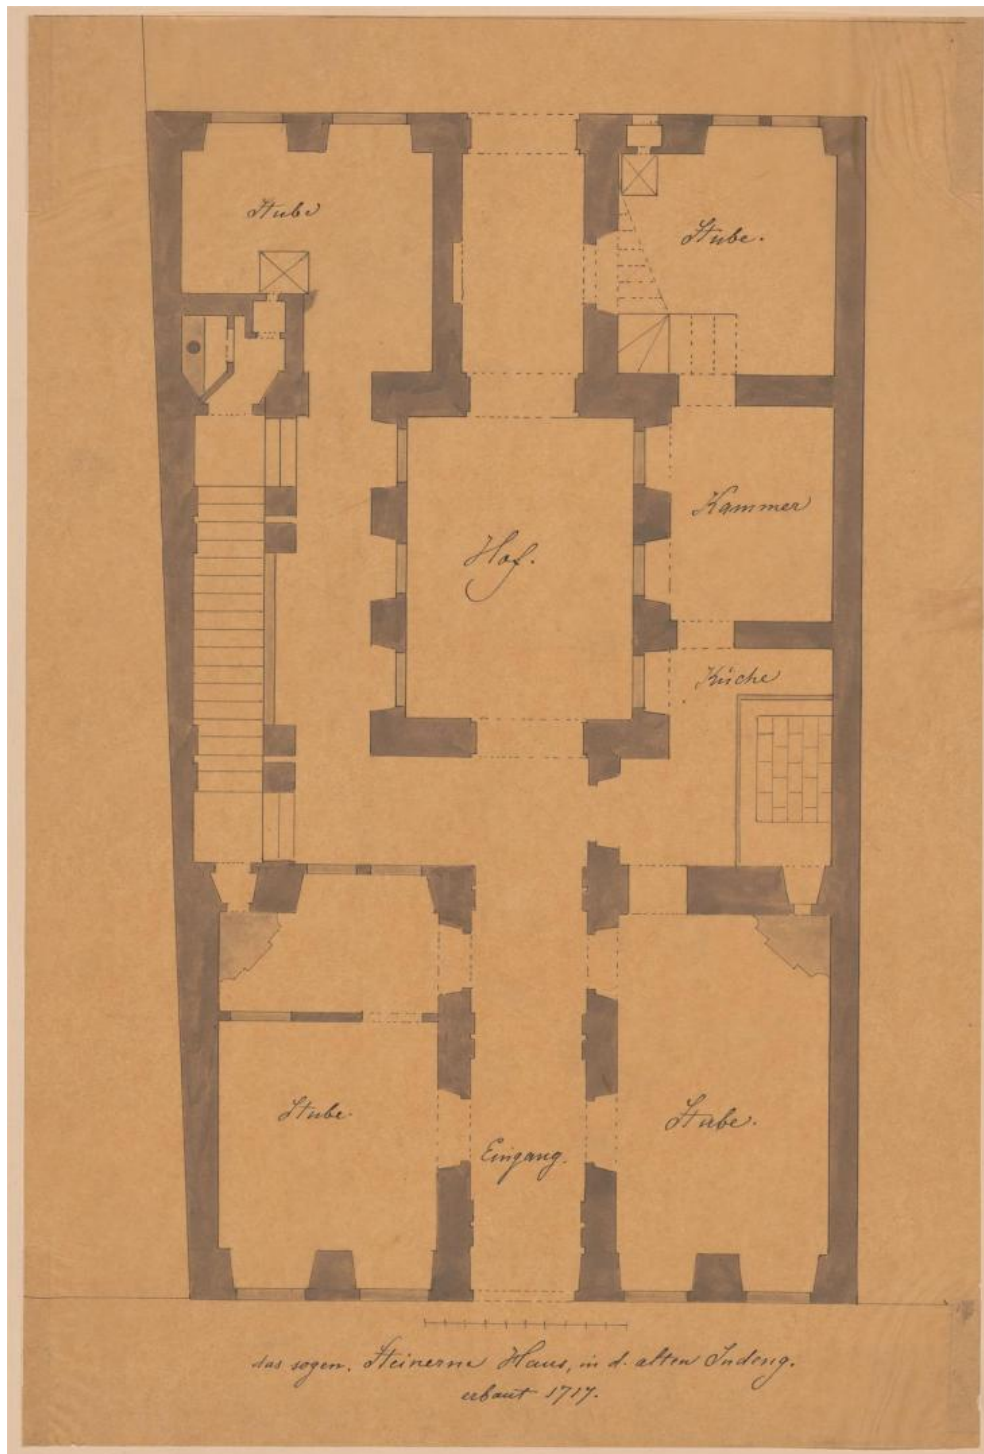 Stube
Stube.
Kammer
Hof.
Küche
Stube.
Stube.
Eingang.
das sogen. Steinerne Haus, in d. alten Judeng.
erbaut 1717.